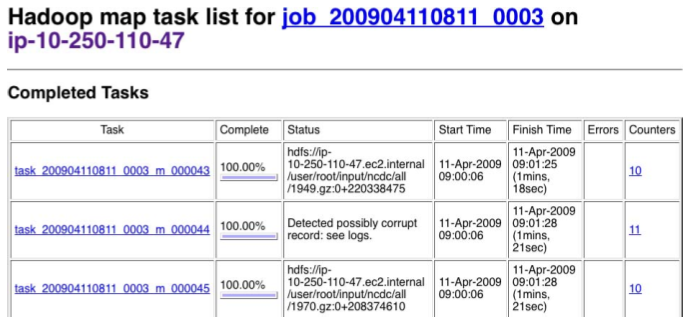 Hadoop map task list for job_200904110811_0003 on
ip-10-250-110-47
Completed Tasks
Task Complete Status Start Time Finish Time Errors Counters
task_200904110811_0003_m_000043 100.00% hdfs://ip-
10-250-110-47.ec2.internal
/user/root/input/ncdc/all
/1949.gz:0+220338475 11-Apr-2009
09:00:06 11-Apr-2009
09:01:25
(1mins,
18sec) 10
task_200904110811_0003_m_000044 100.00% Detected possibly corrupt
record: see logs. 11-Apr-2009
09:00:06 11-Apr-2009
09:01:28
(1mins,
21sec) 11
task_200904110811_0003_m_000045 100.00% hdfs://ip-
10-250-110-47.ec2.internal
/user/root/input/ncdc/all
/1970.gz:0+208374610 11-Apr-2009
09:00:06 11-Apr-2009
09:01:28
(1mins,
21sec) 10